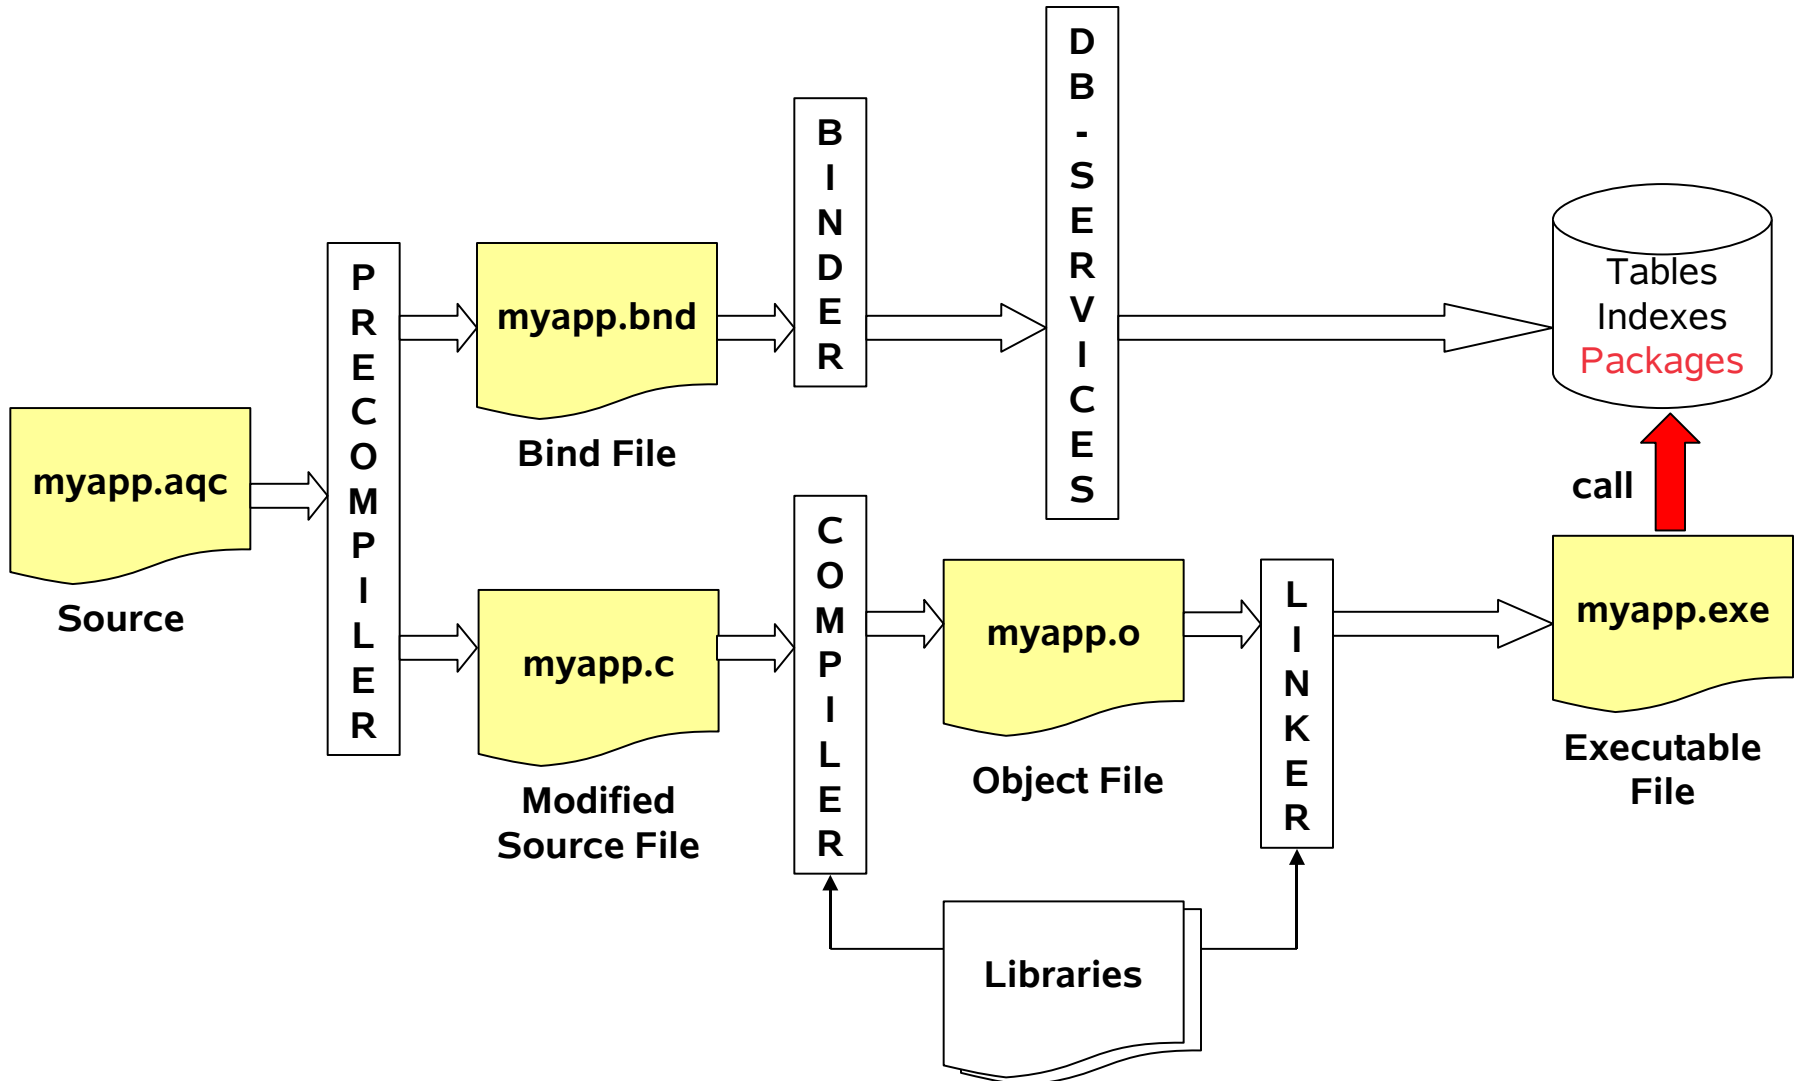 DB-SERVICES
BINDER
PRECOMPILER
myapp.bnd
Bind File
Tables
Indexes
Packages
myapp.aqc
Source
call
COMPILER
myapp.c
Modified
Source File
myapp.o
Object File
LINKER
myapp.exe
Executable
File
Libraries